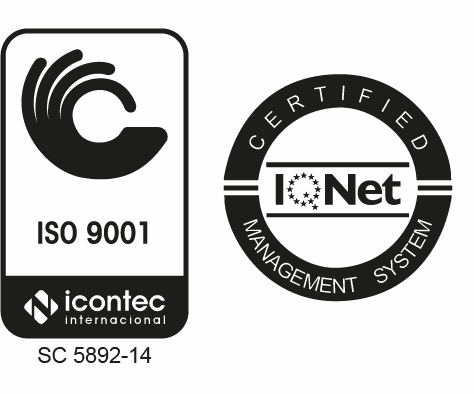 ISO 9001
icontec
internacional
SC 5892-14
CERTIFIED
IQNet
MANAGEMENT SYSTEM